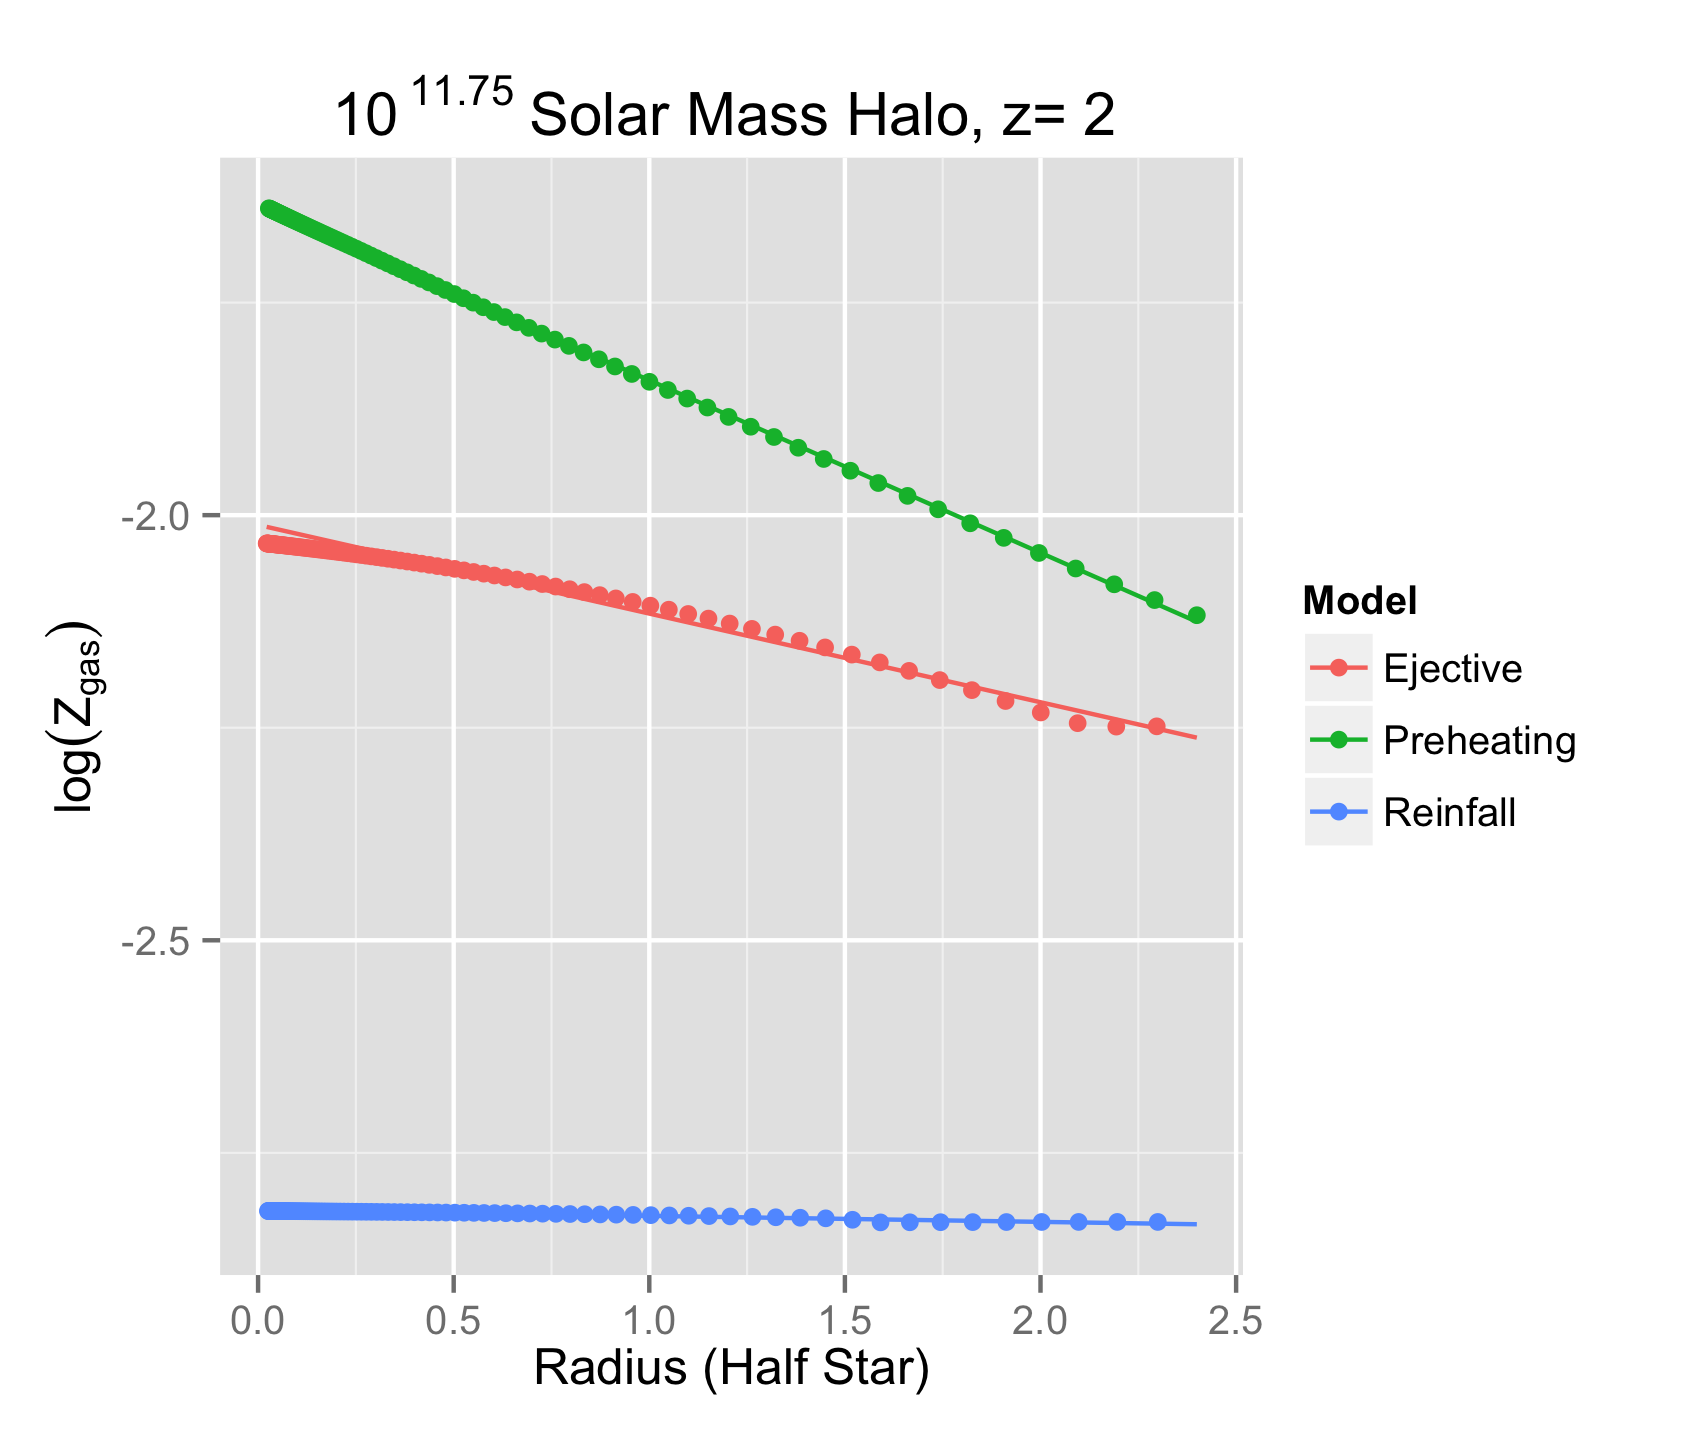 10 11.75 Solar Mass Halo, z= 2
log(Zgas)
-2.0
-2.5
0.0 0.5 1.0 1.5 2.0 2.5
Radius (Half Star)
Model
Ejective
Preheating
Reinfall